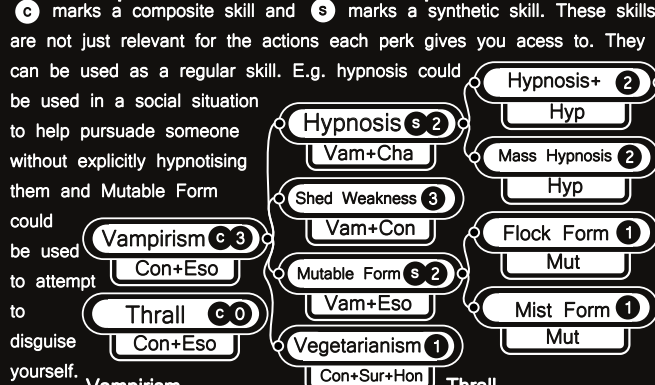 C marks a composite skill and S marks a synthetic skill. These skills
are not just relevant for the actions each perk gives you acess to. They
can be used as a regular skill. E.g. hypnosis could
be used in a social situation
to help pursuade someone
without explicitly hypnotising
them and Mutable Form
could
be used
to attempt
to
disguise
yourself.
Vampirism C 3
Con+Eso
Thrall C 0
Con+Eso
Hypnosis S 2
Vam+Cha
Shed Weakness 3
Vam+Con
Mutable Form S 2
Vam+Eso
Vegetarianism 1
Con+Sur+Hon
Hypnosis+ 2
Hyp
Mass Hypnosis 2
Hyp
Flock Form 1
Mut
Mist Form 1
Mut
Vampirism
Thrall